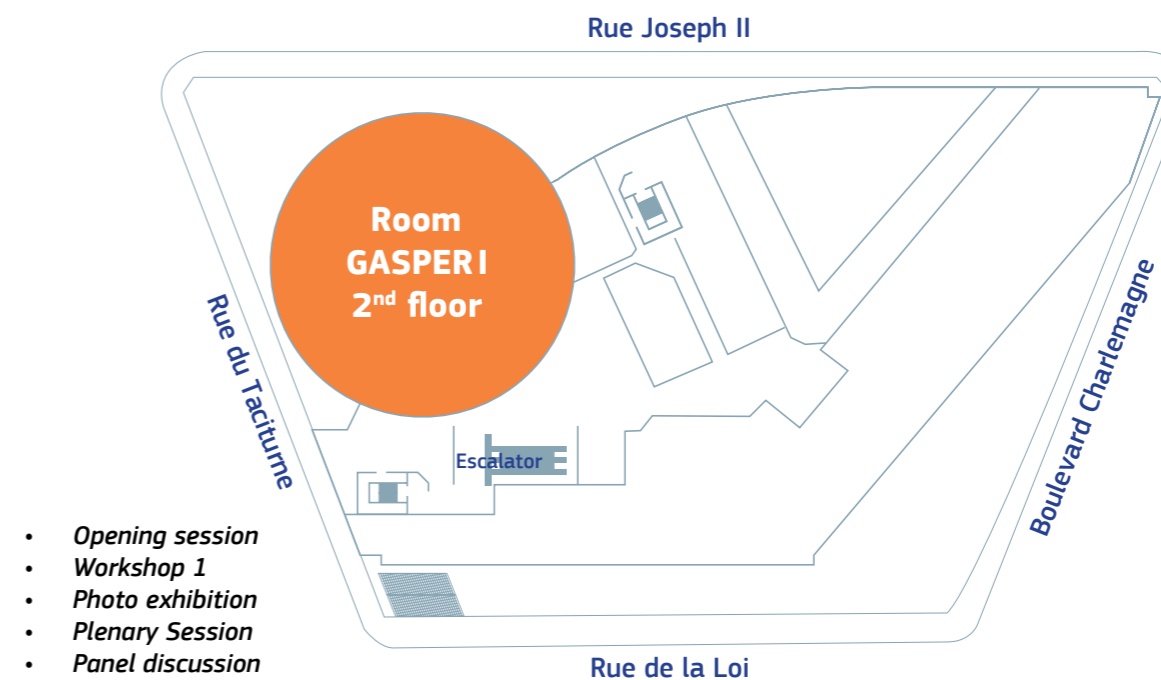 Rue Joseph II
Room
GASPERI
2nd floor
Rue du Taciturne
Boulevard Charlemagne
Escalator
• Opening session
• Workshop 1
• Photo exhibition
• Plenary Session
• Panel discussion
Rue de la Loi